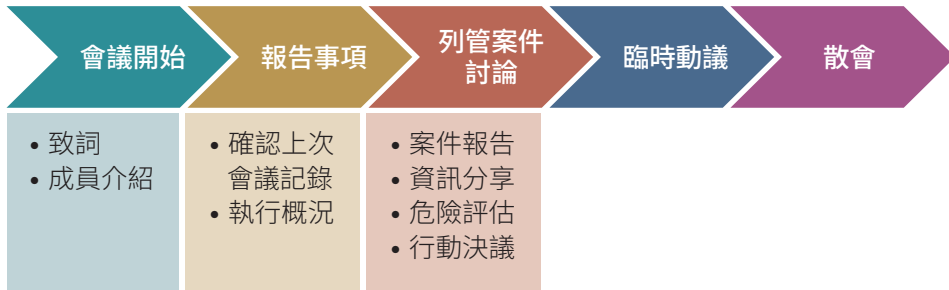 會議開始
報告事項
列管案件
討論
臨時動議
散會
• 致詞
• 成員介紹
• 確認上次
會議記錄
• 執行概況
• 案件報告
• 資訊分享
• 危險評估
• 行動決議